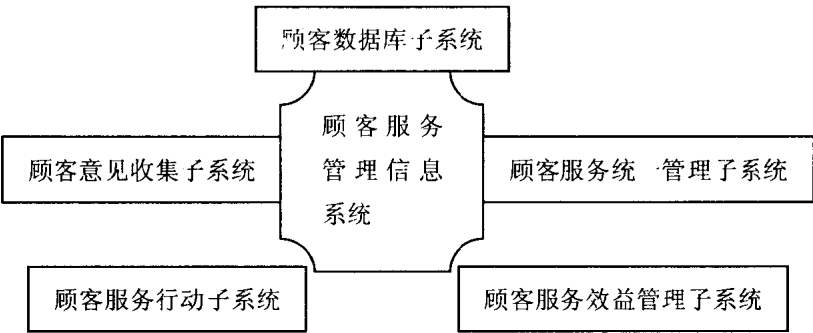 顾客数据库子系统
顾客服务
管理信息
系统
顾客意见收集子系统
顾客服务统一管理子系统
顾客服务行动子系统
顾客服务效益管理子系统